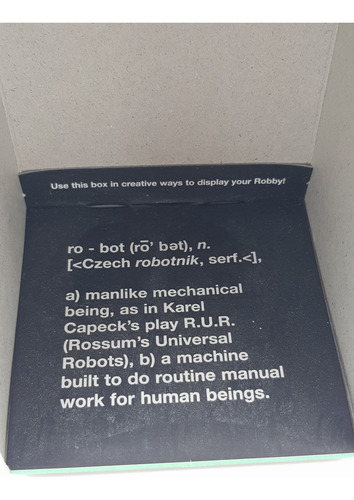 Use this box in creative ways to display your Robby!
ro - bot (rō' bət), n.
[<Czech robotnik, serf.<],
a) manlike mechanical
being, as in Karel
Capeck's play R.U.R.
(Rossum's Universal
Robots), b) a machine
built to do routine manual
work for human beings.